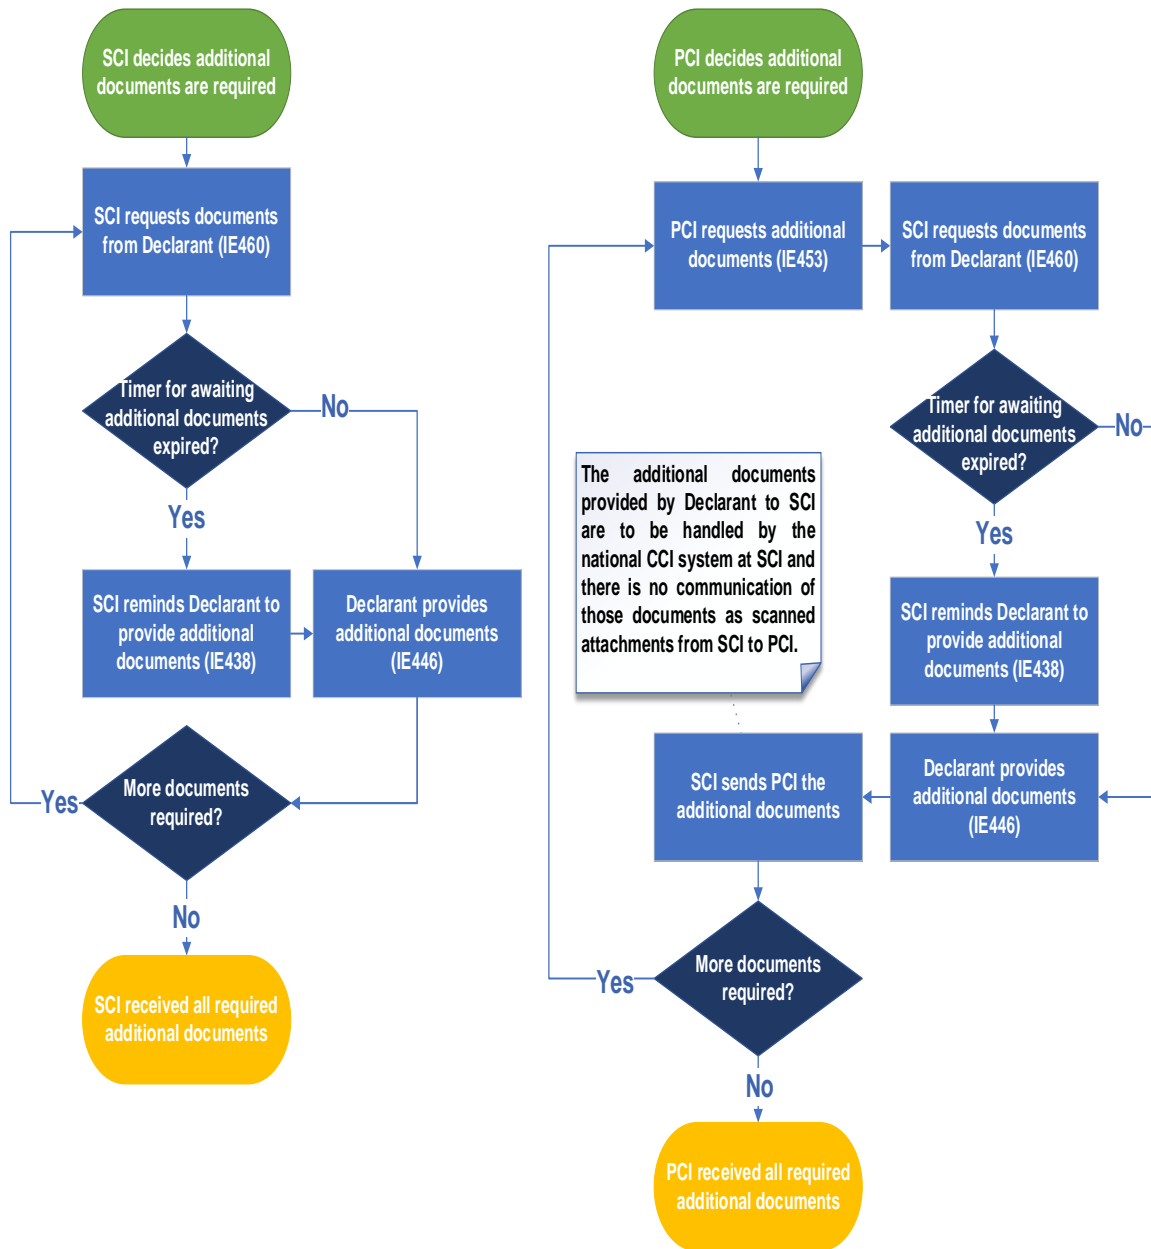 SCI decides additional
documents are required
SCI requests documents
from Declarant (IE460)
Timer for awaiting
additional documents
expired?
No
Yes
SCI reminds Declarant to
provide additional
documents (IE438)
Declarant provides
additional documents
(IE446)
More documents
required?
Yes
No
SCI received all required
additional documents
PCI decides additional
documents are required
PCI requests additional
documents (IE453)
SCI requests documents
from Declarant (IE460)
Timer for awaiting
additional documents
expired?
No
Yes
The additional documents
provided by Declarant to SCI
are to be handled by the
national CCI system at SCI and
there is no communication of
those documents as scanned
attachments from SCI to PCI.
SCI reminds Declarant to
provide additional
documents (IE438)
Declarant provides
additional documents
(IE446)
SCI sends PCI the
additional documents
More documents
required?
Yes
No
PCI received all required
additional documents